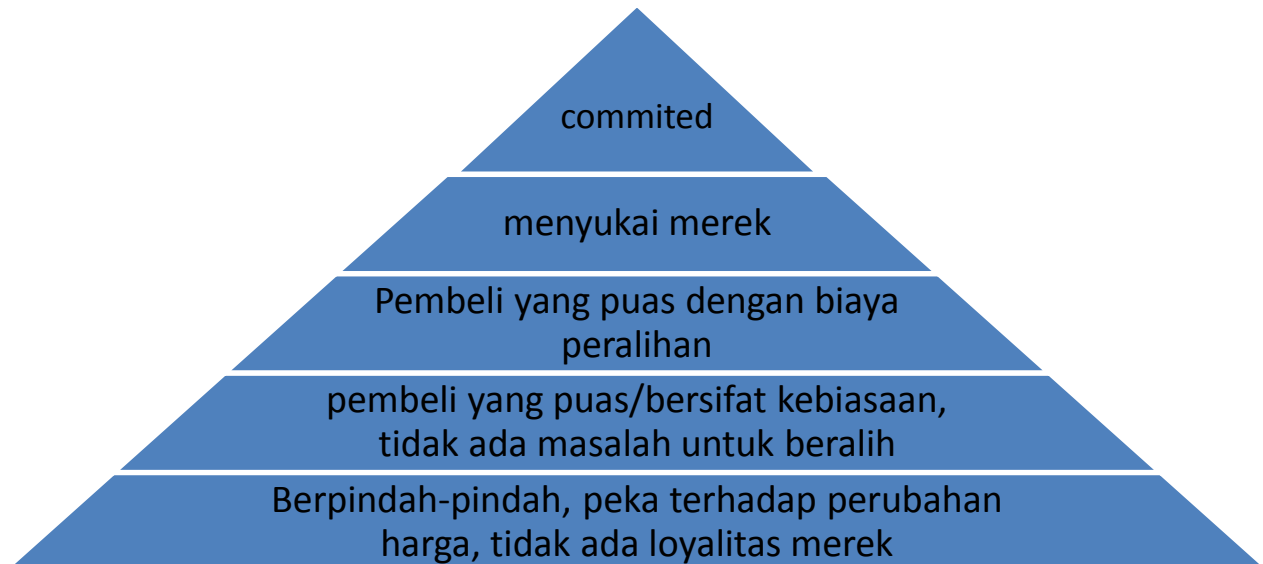 commited
menyukai merek
Pembeli yang puas dengan biaya
peralihan
pembeli yang puas/bersifat kebiasaan,
tidak ada masalah untuk beralih
Berpindah-pindah, peka terhadap perubahan
harga, tidak ada loyalitas merek